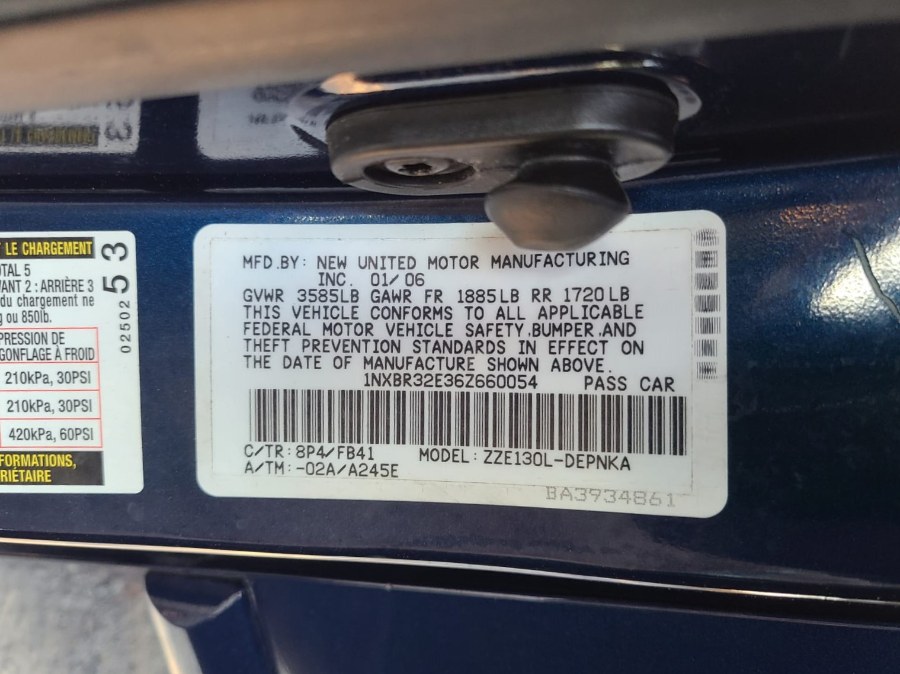 T LE CHARGEMENT
OTAL 5
VANT 2 : ARRIÈRE 3
du chargement ne
g ou 850lb.
PRESSION DE
GONFLAGE À FROID
210kPa, 30PSI
210kPa, 30PSI
420kPa, 60PSI
FORMATIONS,
RIÉTAIRE
02502 53
MFD.BY: NEW UNITED MOTOR MANUFACTURING
INC. 01/06
GVWR 3585LB GAWR FR 1885LB RR 1720LB
THIS VEHICLE CONFORMS TO ALL APPLICABLE
FEDERAL MOTOR VEHICLE SAFETY,BUMPER,AND
THEFT PREVENTION STANDARDS IN EFFECT ON
THE DATE OF MANUFACTURE SHOWN ABOVE.
1NXBR32E36Z660054 PASS CAR
C/TR: 8P4/FB41 MODEL: ZZE130L-DEPNKA
A/TM: -02A/A245E
BA3934861